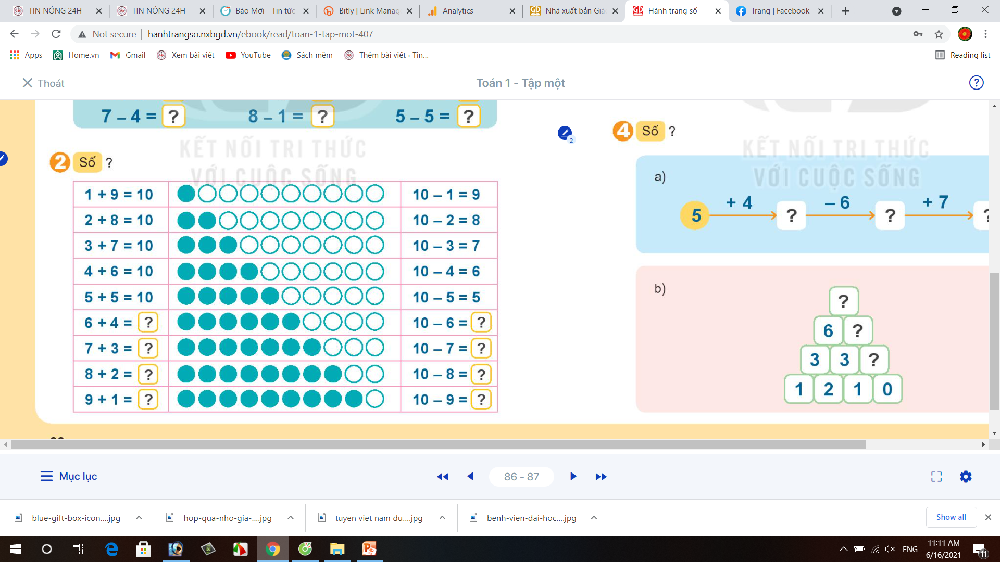 TIN NÓNG 24H
TIN NÓNG 24H
Báo Mới - Tin tức
Bitly | Link Manag
Analytics
Nhà xuất bản Giá
Hành trang số
Trang | Facebook
Not secure | hanhtrangso.nxbgd.vn/ebook/read/toan-1-tap-mot-407
Apps
Home.vn
Gmail
Xem bài viết
YouTube
Sách mềm
Thêm bài viết ‹ Tin...
Reading list
Thoát
Toán 1 - Tập một
?
7 – 4 = ?
8 – 1 = ?
5 – 5 = ?
KẾT NỐI TRI THỨC
VỚI CUỘC SỐNG
2 Số ?
1 + 9 = 10
10 – 1 = 9
2 + 8 = 10
10 – 2 = 8
3 + 7 = 10
10 – 3 = 7
4 + 6 = 10
10 – 4 = 6
5 + 5 = 10
10 – 5 = 5
6 + 4 = ?
10 – 6 = ?
7 + 3 = ?
10 – 7 = ?
8 + 2 = ?
10 – 8 = ?
9 + 1 = ?
10 – 9 = ?
2
4 Số ?
KẾT NỐI TRI THỨC
VỚI CUỘC SỐNG
a)
+ 4 – 6 + 7
5 ? ? ?
b)
?
6 ?
3 3 ?
1 2 1 0
Mục lục
86 - 87
blue-gift-box-icon....jpg
hop-qua-nho-gia-....jpg
tuyen viet nam du....jpg
benh-vien-dai-hoc....jpg
Show all
ENG
11:11 AM
6/16/2021
11